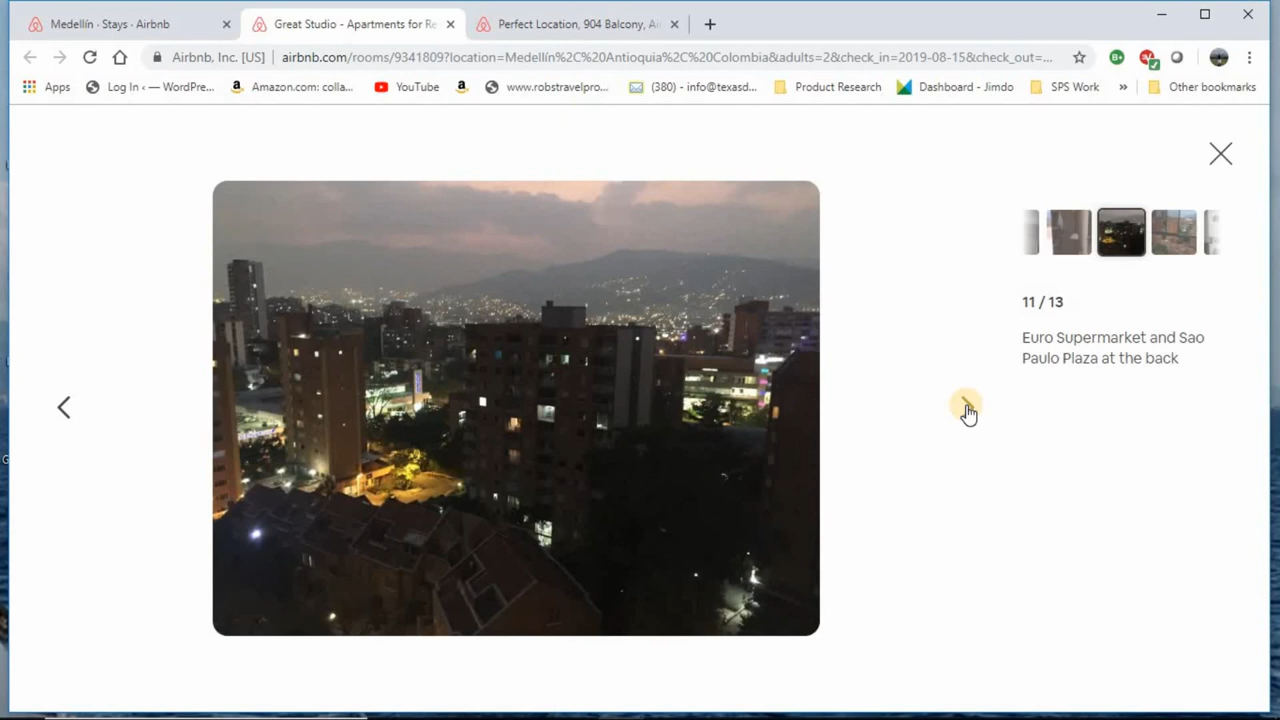 Medellín · Stays · Airbnb
Great Studio - Apartments for Re
Perfect Location, 904 Balcony, Ai
Airbnb, Inc. [US]
airbnb.com/rooms/9341809?location=Medellín%2C%20Antioquia%2C%20Colombia&adults=2&check_in=2019-08-15&check_out=...
Apps
Log In ‹ — WordPre...
Amazon.com: colla...
YouTube
www.robstravelpro...
(380) - info@texasd...
Product Research
Dashboard - Jimdo
SPS Work
»
Other bookmarks
11 / 13
Euro Supermarket and Sao
Paulo Plaza at the back